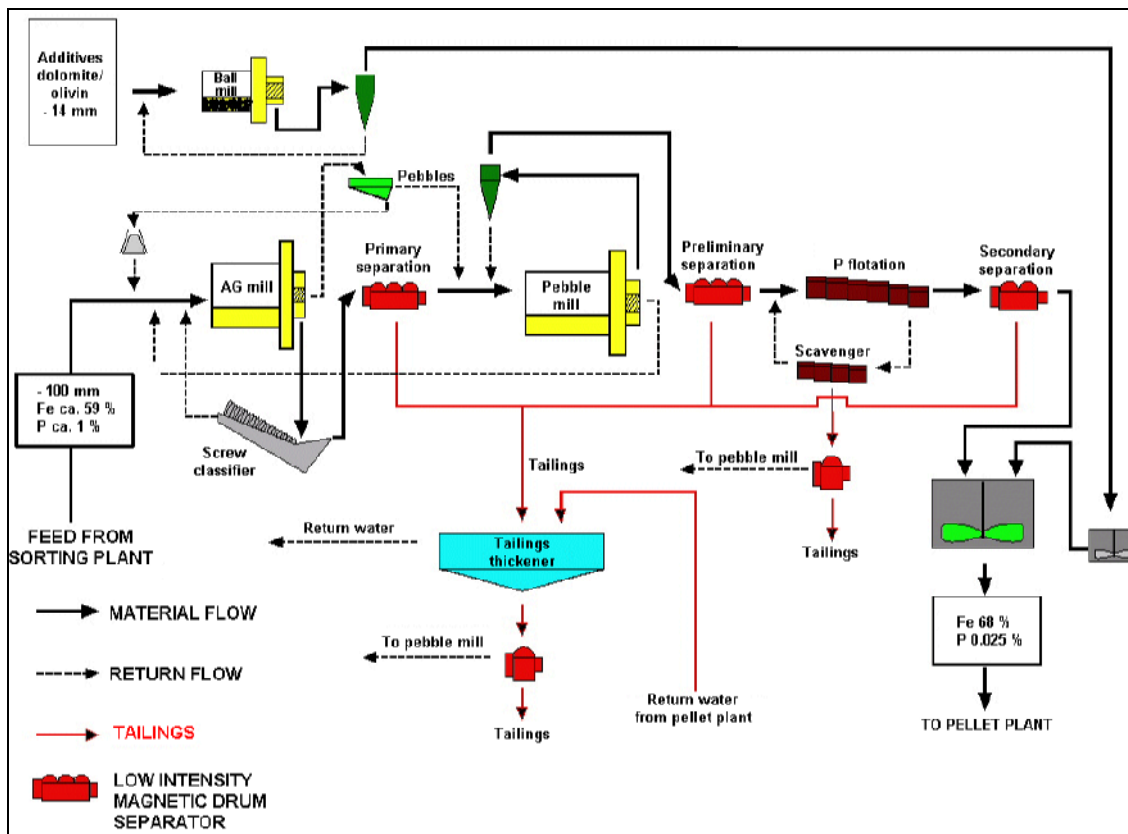 Additives
dolomite/
olivin
- 14 mm
Ball
mill
Pebbles
Primary
separation
AG mill
Pebble
mill
Preliminary
separation
P flotation
Secondary
separation
Scavenger
- 100 mm
Fe ca. 59 %
P ca. 1 %
Screw
classifier
Tailings
To pebble mill
FEED FROM
SORTING PLANT
Return water
Tailings
thickener
Tailings
MATERIAL FLOW
Fe 68 %
P 0.025 %
To pebble mill
RETURN FLOW
Return water
from pellet plant
TO PELLET PLANT
Tailings
TAILINGS
LOW INTENSITY
MAGNETIC DRUM
SEPARATOR